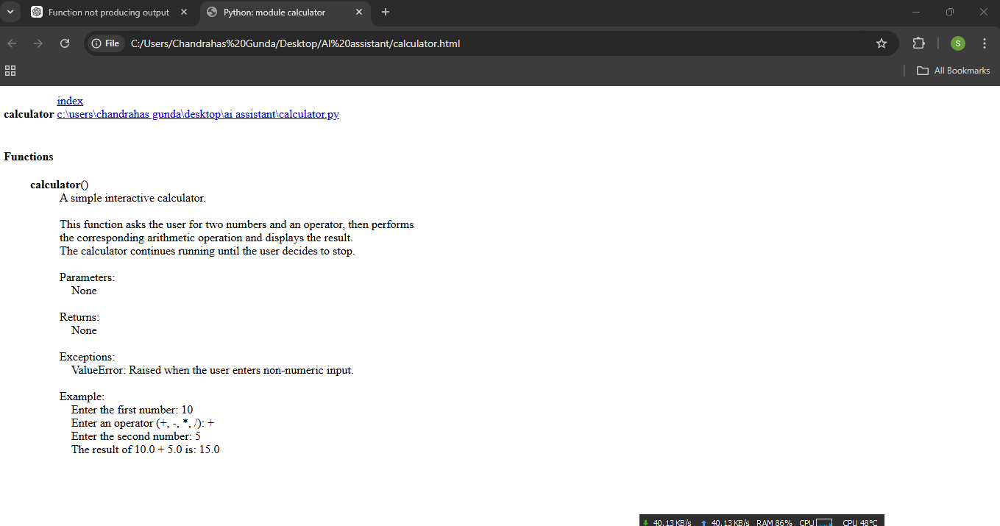 Function not producing output
Python: module calculator
File
C:/Users/Chandrahas%20Gunda/Desktop/AI%20assistant/calculator.html
S
All Bookmarks
index
calculator c:\users\chandrahas gunda\desktop\ai assistant\calculator.py
Functions
calculator()
A simple interactive calculator.
This function asks the user for two numbers and an operator, then performs
the corresponding arithmetic operation and displays the result.
The calculator continues running until the user decides to stop.
Parameters:
None
Returns:
None
Exceptions:
ValueError: Raised when the user enters non-numeric input.
Example:
Enter the first number: 10
Enter an operator (+, -, *, /): +
Enter the second number: 5
The result of 10.0 + 5.0 is: 15.0
40.13 KB/s 40.13 KB/s RAM 86% CPU CPU 48°C